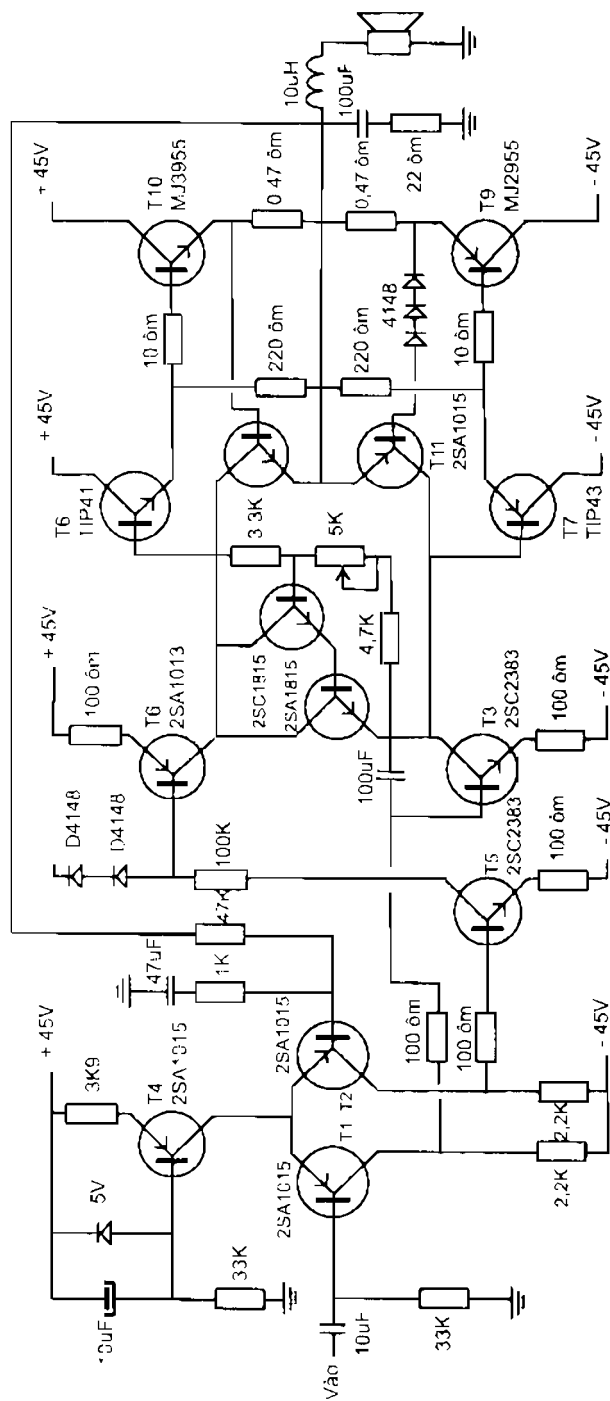 + 45V
10uF
5V
3K9
T4
2SA1015
33K
Vào
10uF
33K
2SA1015
T1
T2
2SA1015
47uF
1K
47K
100 ôm
100 ôm
2,2K
2,2K
- 45V
D4148
D4148
100K
T5
2SC2383
100 ôm
- 45V
+ 45V
100 ôm
T6
2SA1013
2SC1815
2SA1815
100uF
4,7K
T3
2SC2383
100 ôm
- 45V
3 3K
5K
+ 45V
T6
TIP41
T11
2SA1015
T7
TIP43
- 45V
10 ôm
220 ôm
220 ôm
10 ôm
4148
+ 45V
T10
MJ3955
0 47 ôm
0,47 ôm
T9
MJ2955
- 45V
10uH
100uF
22 ôm